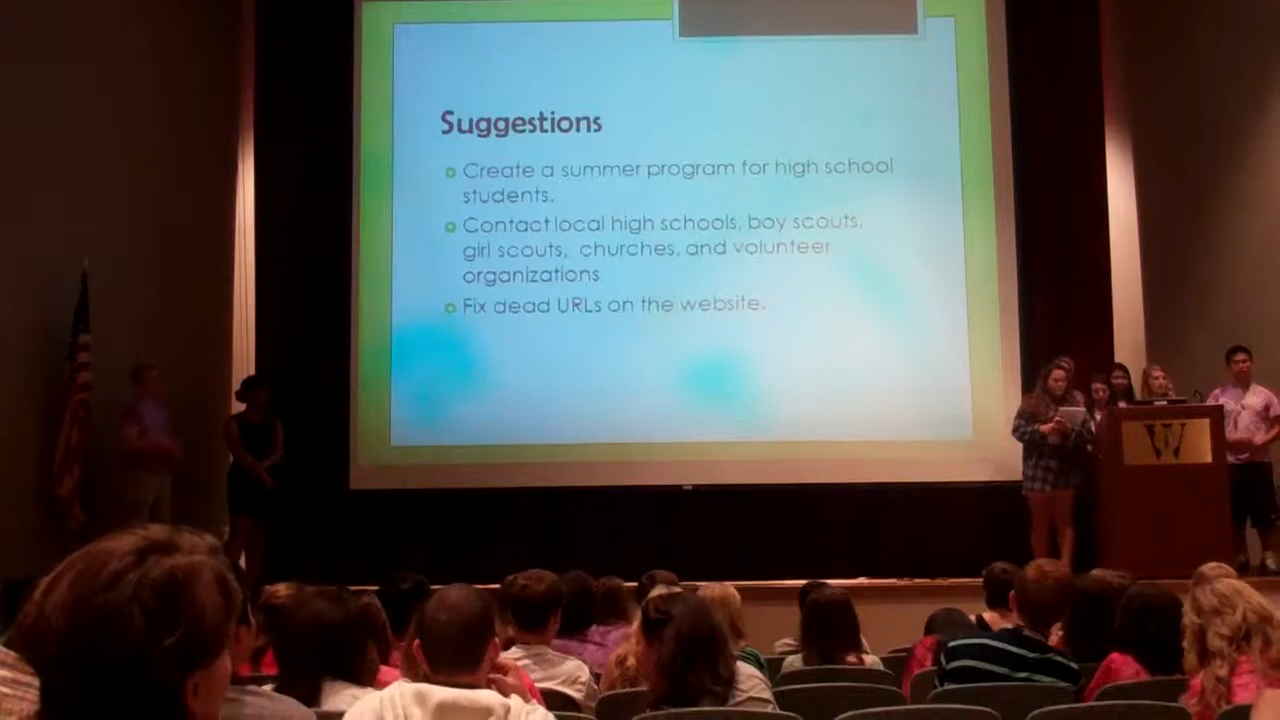 Suggestions
Create a summer program for high school
students.
Contact local high schools, boy scouts,
girl scouts, churches, and volunteer
organizations
Fix dead URLs on the website.
W